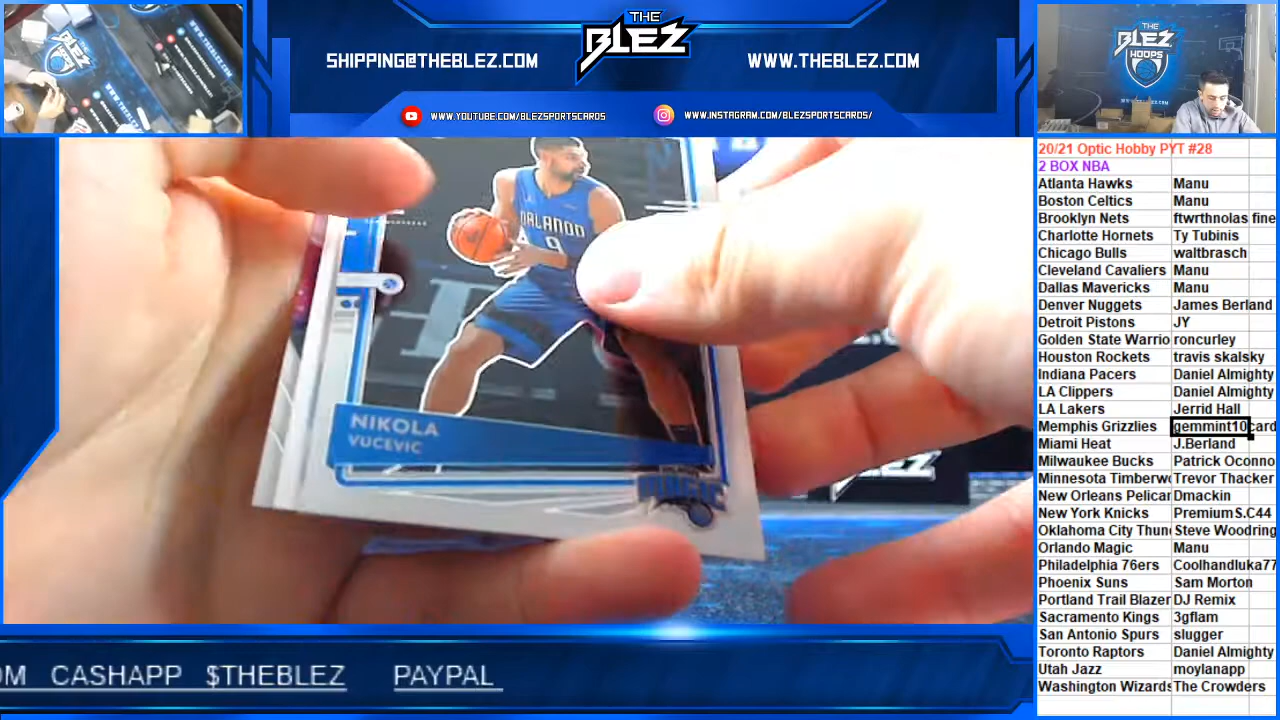 THE
BLEZ
SHIPPING@THEBLEZ.COM
WWW.THEBLEZ.COM
WWW.YOUTUBE.COM/BLEZSPORTSCARDS
WWW.INSTAGRAM.COM/BLEZSPORTSCARDS/
THE
BLEZ
HOOPS
20/21 Optic Hobby PYT #28
2 BOX NBA
Atlanta Hawks Manu
Boston Celtics Manu
Brooklyn Nets ftwrthnolas fine
Charlotte Hornets Ty Tubinis
Chicago Bulls waltbrasch
Cleveland Cavaliers Manu
Dallas Mavericks Manu
Denver Nuggets James Berland
Detroit Pistons JY
Golden State Warrio roncurley
Houston Rockets travis skalsky
Indiana Pacers Daniel Almighty
LA Clippers Daniel Almighty
LA Lakers Jerrid Hall
Memphis Grizzlies gemmint10card
Miami Heat J.Berland
Milwaukee Bucks Patrick Oconno
Minnesota Timberwo Trevor Thacker
New Orleans Pelican Dmackin
New York Knicks PremiumS.C44
Oklahoma City Thun Steve Woodring
Orlando Magic Manu
Philadelphia 76ers Coolhandluka77
Phoenix Suns Sam Morton
Portland Trail Blazer DJ Remix
Sacramento Kings 3gflam
San Antonio Spurs slugger
Toronto Raptors Daniel Almighty
Utah Jazz moylanapp
Washington Wizards The Crowders
ORLANDO
9
NIKOLA
VUCEVIC
MAGIC
OM CASHAPP $THEBLEZ PAYPAL